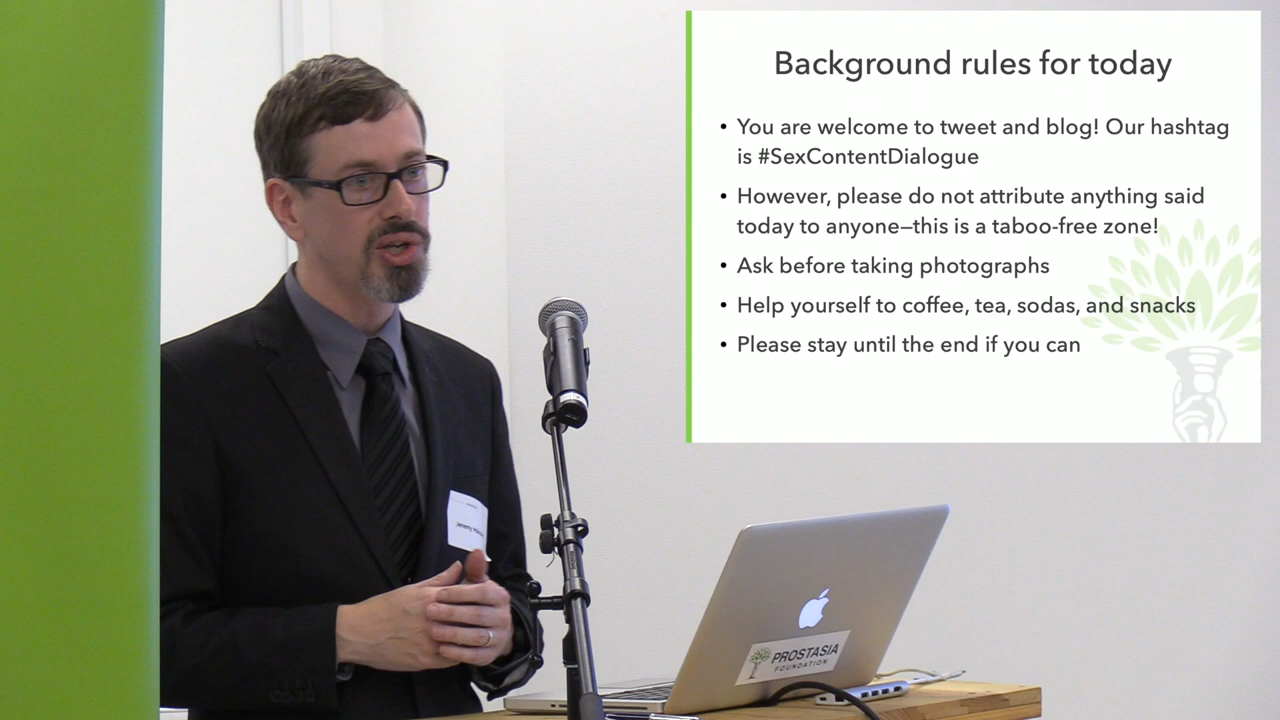 Background rules for today
• You are welcome to tweet and blog! Our hashtag
is #SexContentDialogue
• However, please do not attribute anything said
today to anyone—this is a taboo-free zone!
• Ask before taking photographs
• Help yourself to coffee, tea, sodas, and snacks
• Please stay until the end if you can
Jeremy
PROSTASIA
FOUNDATION